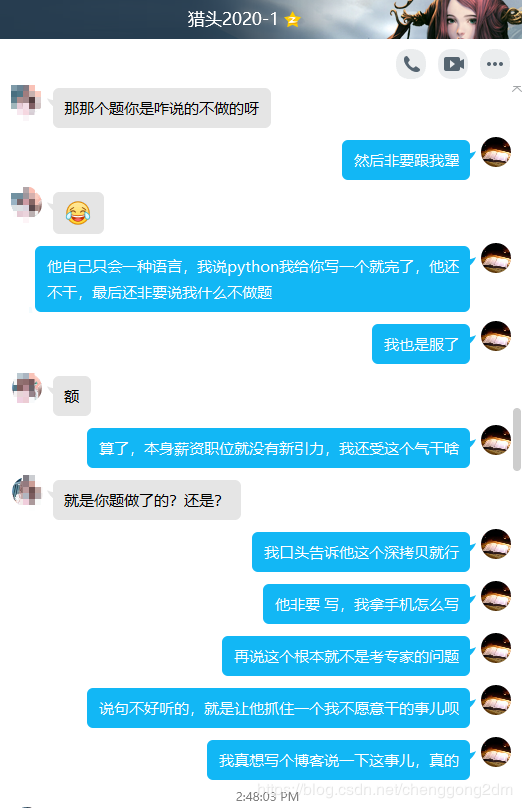 猎头2020-1
那那个题你是咋说的不做的呀
然后非要跟我犟
他自己只会一种语言，我说python我给你写一个就完了，他还
不干，最后还非要说我什么不做题
我也是服了
额
算了，本身薪资职位就没有新引力，我还受这个气干啥
就是你题做了的？还是？
我口头告诉他这个深拷贝就行
他非要 写，我拿手机怎么写
再说这个根本就不是考专家的问题
说句不好听的，就是让他抓住一个我不愿意干的事儿呗
我真想写个博客说一下这事儿，真的
https://blog.csdn.net/chenggong2dm
2:48:03 PM